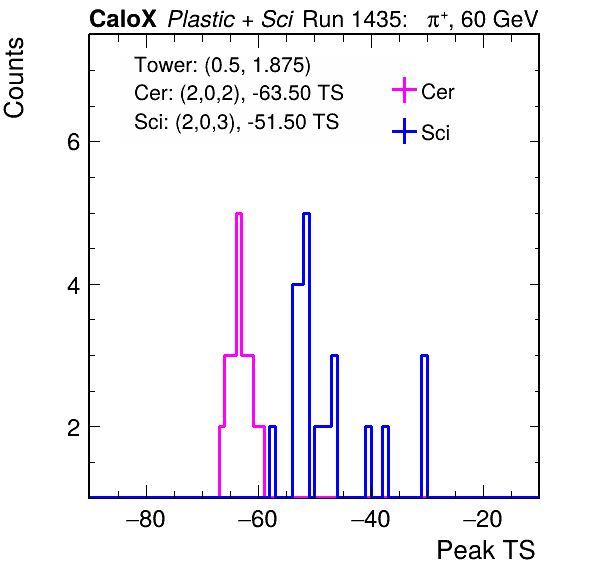 CaloX Plastic + Sci Run 1435: π⁺, 60 GeV
Counts
Tower: (0.5, 1.875)
Cer: (2,0,2), -63.50 TS
Sci: (2,0,3), -51.50 TS
Cer
Sci
6
4
2
−80 −60 −40 −20
Peak TS